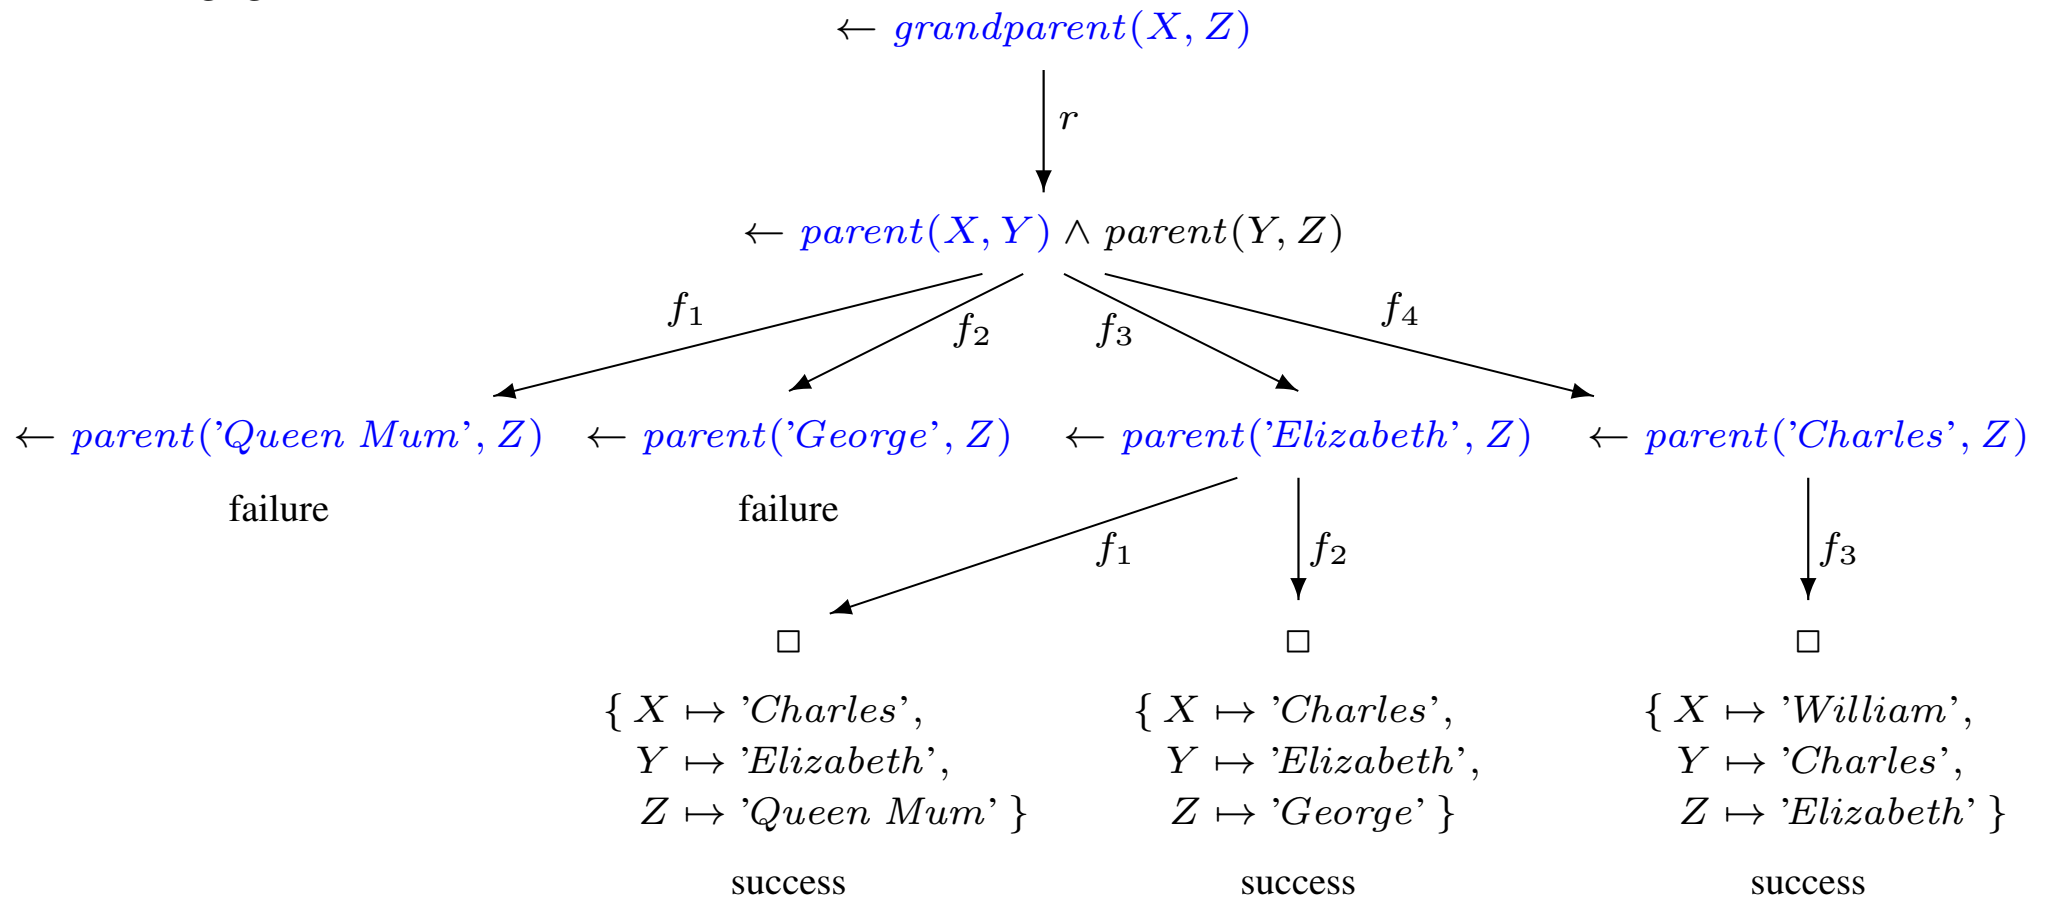 ← grandparent(X, Z)
r
← parent(X, Y) ∧ parent(Y, Z)
f₁ f₂ f₃ f₄
← parent('Queen Mum', Z) ← parent('George', Z) ← parent('Elizabeth', Z) ← parent('Charles', Z)
failure failure
f₁ f₂ f₃
□ □ □
{ X ↦ 'Charles', { X ↦ 'Charles', { X ↦ 'William',
Y ↦ 'Elizabeth', Y ↦ 'Elizabeth', Y ↦ 'Charles',
Z ↦ 'Queen Mum' } Z ↦ 'George' } Z ↦ 'Elizabeth' }
success success success